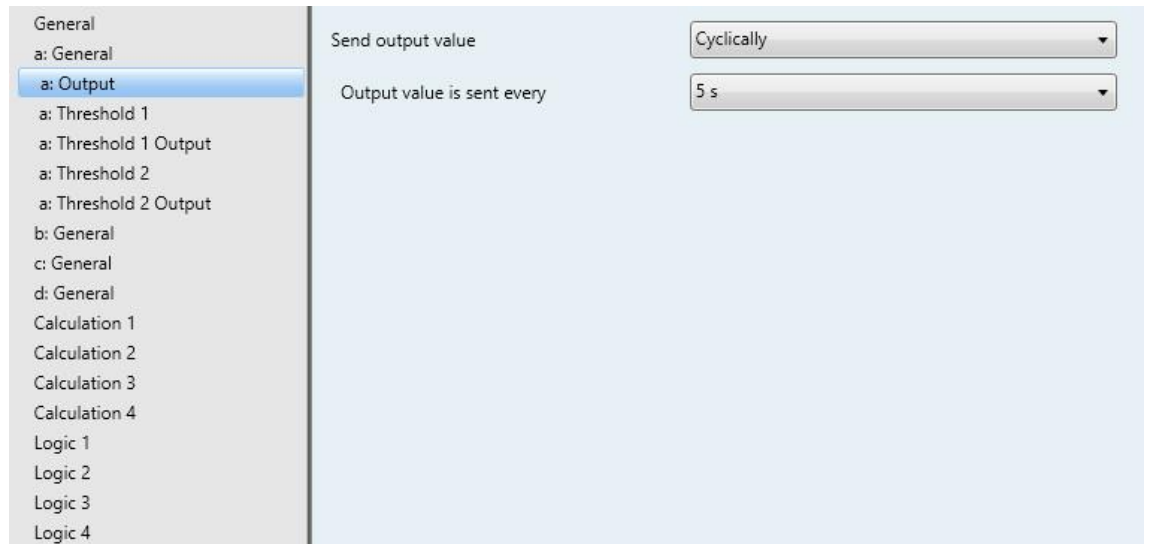 General
a: General
a: Output
a: Threshold 1
a: Threshold 1 Output
a: Threshold 2
a: Threshold 2 Output
b: General
c: General
d: General
Calculation 1
Calculation 2
Calculation 3
Calculation 4
Logic 1
Logic 2
Logic 3
Logic 4
Send output value Cyclically
Output value is sent every 5 s